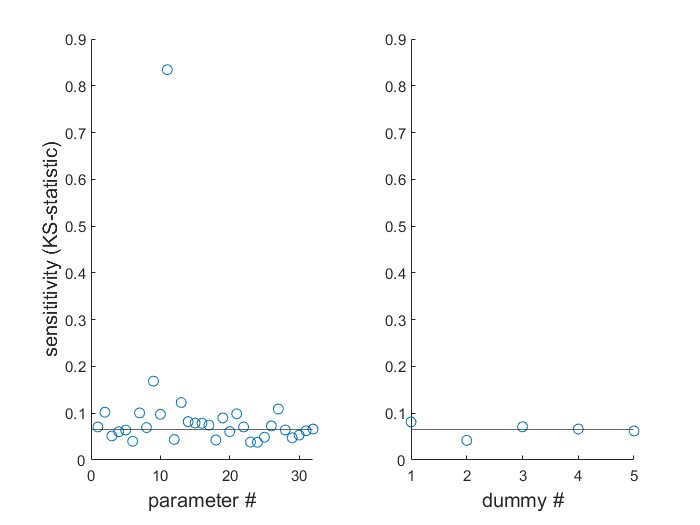 0.9 0.9
0.8 0.8
0.7 0.7
0.6 0.6
0.5 0.5
0.4 0.4
0.3 0.3
0.2 0.2
0.1 0.1
0 0
sensititivity (KS-statistic)
0 10 20 30
parameter #
1 2 3 4 5
dummy #